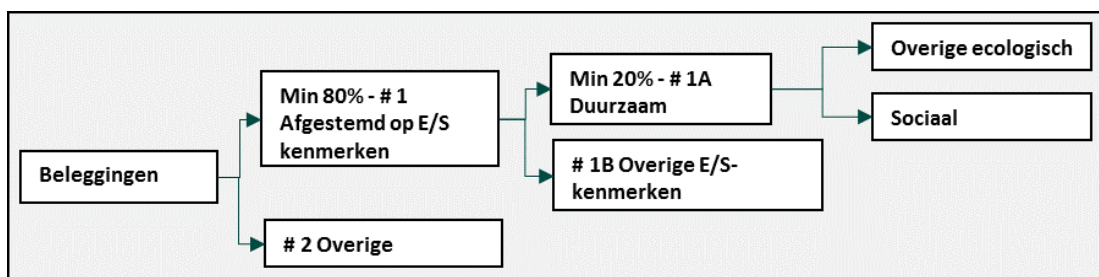 Beleggingen
Min 80% - # 1
Afgestemd op E/S
kenmerken
# 2 Overige
Min 20% - # 1A
Duurzaam
# 1B Overige E/S-
kenmerken
Overige ecologisch
Sociaal